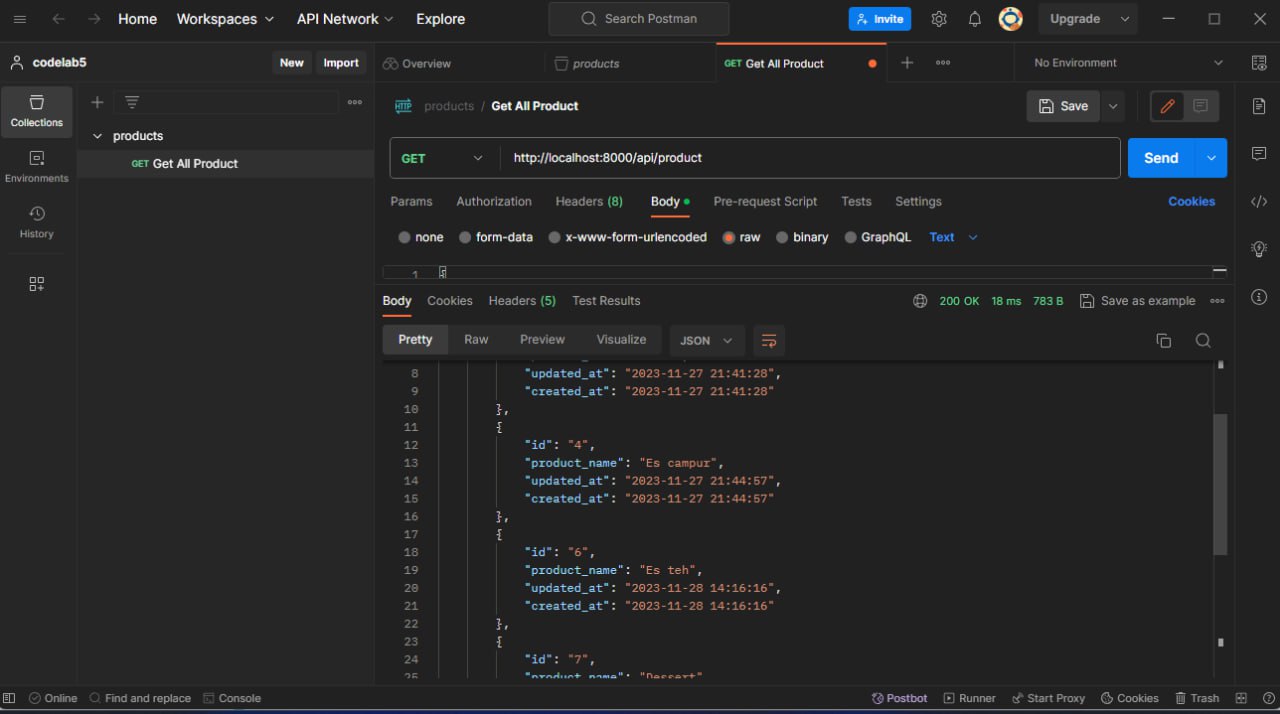 Home Workspaces API Network Explore Search Postman Invite Upgrade
codelab5 New Import Overview products GET Get All Product No Environment
Collections
Environments
History
products
GET Get All Product
HTTP products / Get All Product Save
GET http://localhost:8000/api/product Send
Params Authorization Headers (8) Body Pre-request Script Tests Settings Cookies
none form-data x-www-form-urlencoded raw binary GraphQL Text
1 {
Body Cookies Headers (5) Test Results 200 OK 18 ms 783 B Save as example
Pretty Raw Preview Visualize JSON
8 "updated_at": "2023-11-27 21:41:28",
9 "created_at": "2023-11-27 21:41:28"
10 },
11 {
12 "id": "4",
13 "product_name": "Es campur",
14 "updated_at": "2023-11-27 21:44:57",
15 "created_at": "2023-11-27 21:44:57"
16 },
17 {
18 "id": "6",
19 "product_name": "Es teh",
20 "updated_at": "2023-11-28 14:16:16",
21 "created_at": "2023-11-28 14:16:16"
22 },
23 {
24 "id": "7",
25 "product_name": "Dessert"
Online Find and replace Console Postbot Runner Start Proxy Cookies Trash